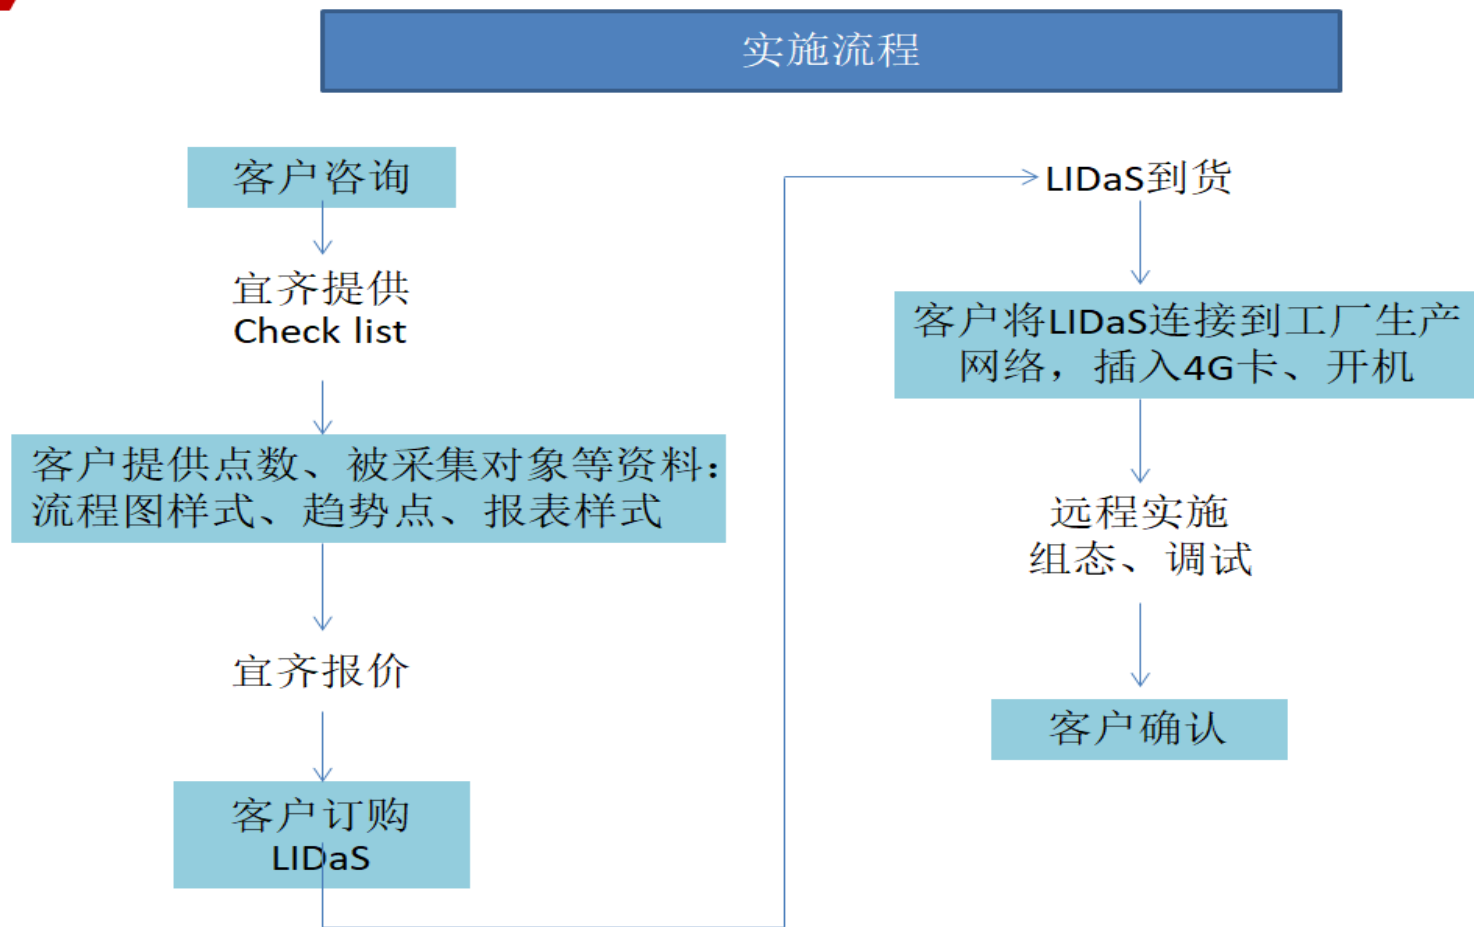 实施流程
客户咨询
宜齐提供
Check list
客户提供点数、被采集对象等资料：
流程图样式、趋势点、报表样式
宜齐报价
客户订购
LIDaS
LIDaS到货
客户将LIDaS连接到工厂生产
网络，插入4G卡、开机
远程实施
组态、调试
客户确认